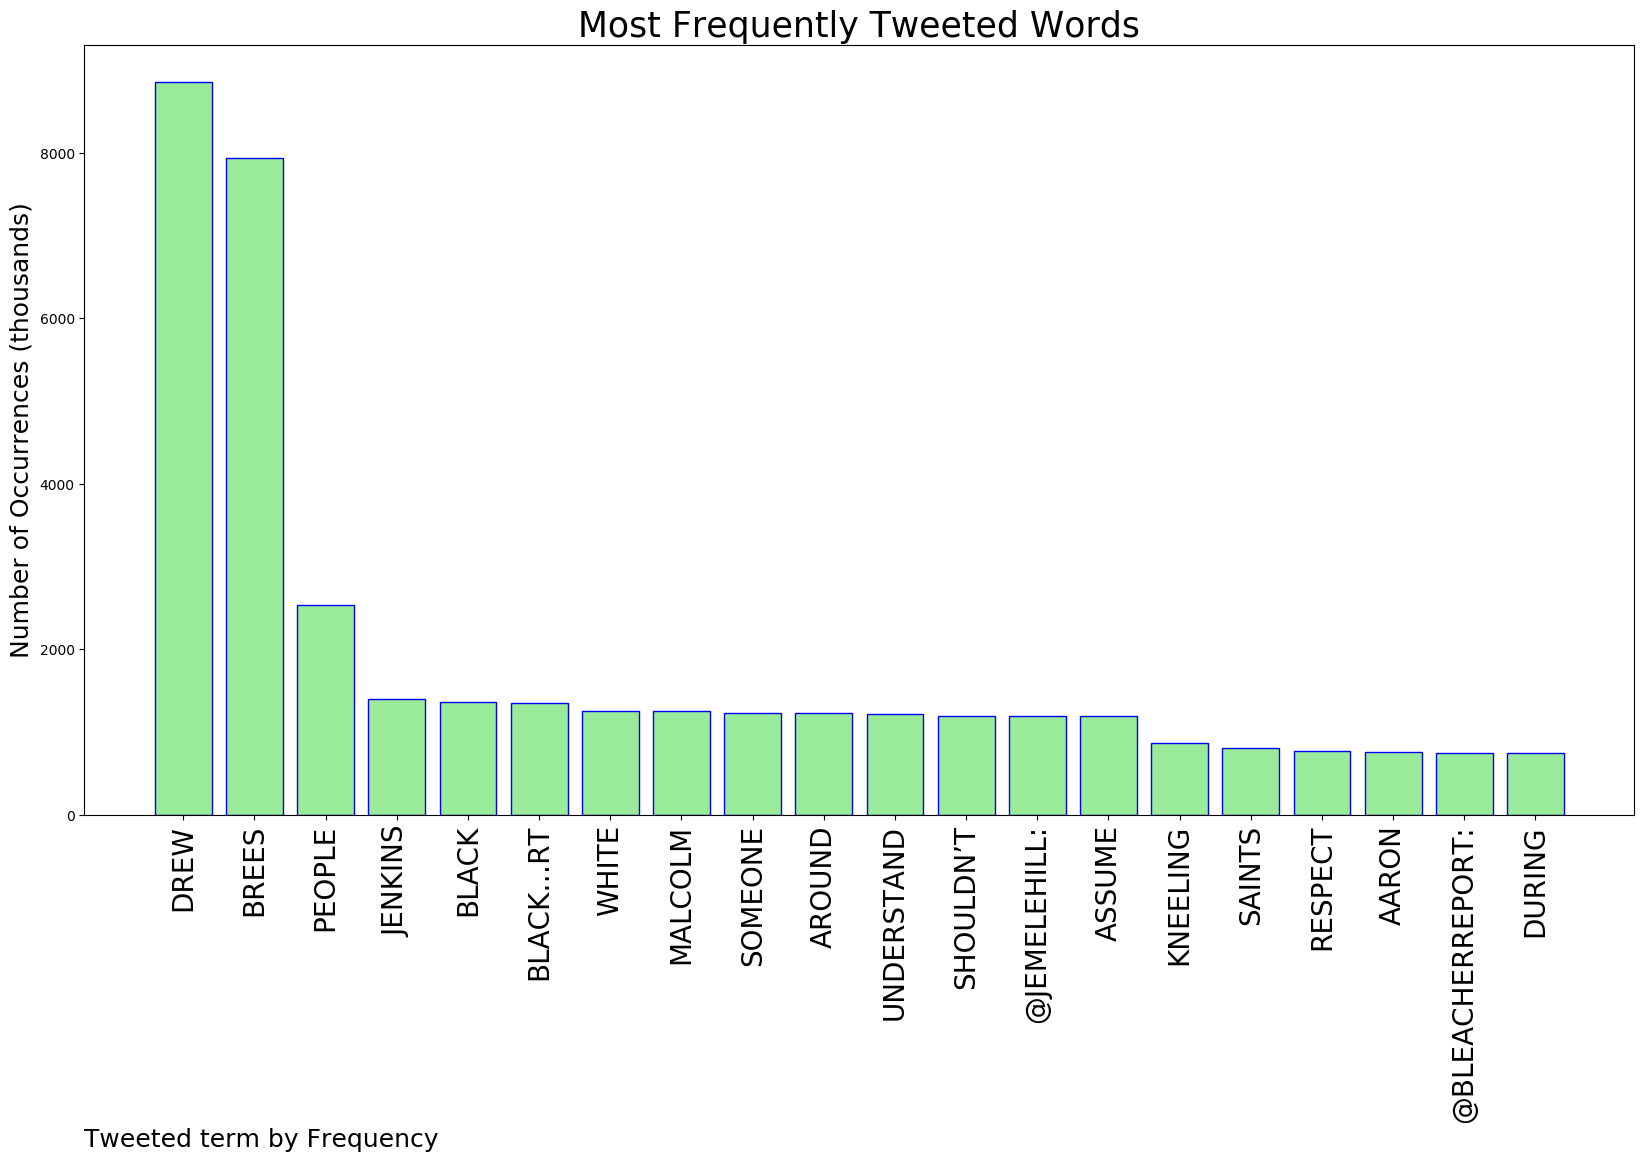 Most Frequently Tweeted Words
Number of Occurrences (thousands)
8000
6000
4000
2000
0
DREW
BREES
PEOPLE
JENKINS
BLACK
BLACK…RT
WHITE
MALCOLM
SOMEONE
AROUND
UNDERSTAND
SHOULDN’T
@JEMELEHILL:
ASSUME
KNEELING
SAINTS
RESPECT
AARON
@BLEACHERREPORT:
DURING
Tweeted term by Frequency